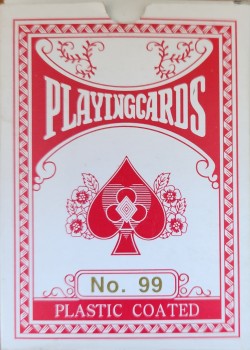 PLAYINGCARDS
No. 99
PLASTIC COATED